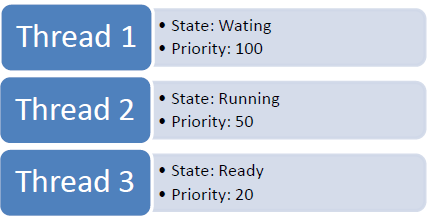 Thread 1
• State: Wating
• Priority: 100
Thread 2
• State: Running
• Priority: 50
Thread 3
• State: Ready
• Priority: 20